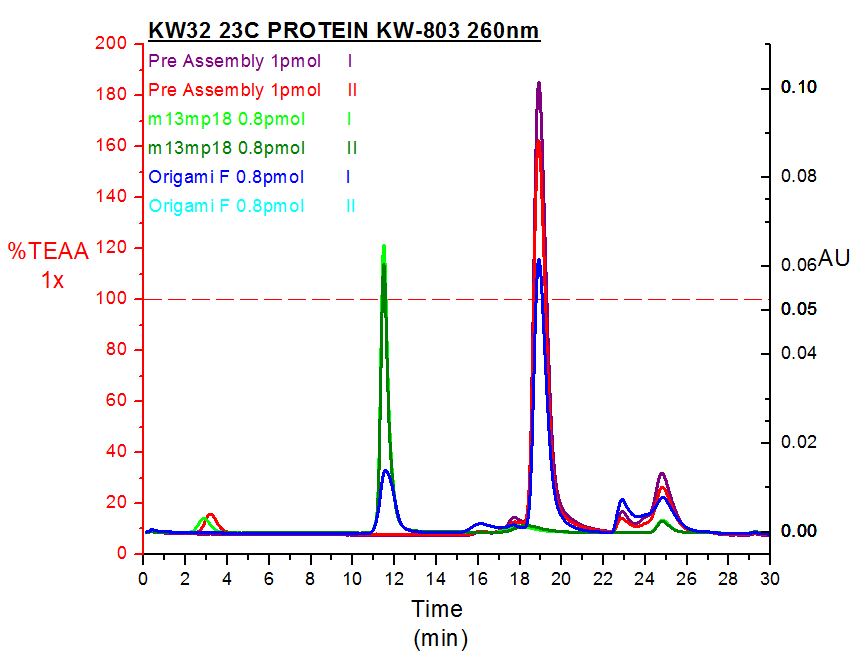 KW32 23C PROTEIN KW-803 260nm
Pre Assembly 1pmol I
Pre Assembly 1pmol II
m13mp18 0.8pmol I
m13mp18 0.8pmol II
Origami F 0.8pmol I
Origami F 0.8pmol II
200
180
160
140
120
100
80
60
40
20
0
%TEAA
1x
0.10
0.08
0.06
0.05
0.04
0.02
0.00
AU
0 2 4 6 8 10 12 14 16 18 20 22 24 26 28 30
Time
(min)